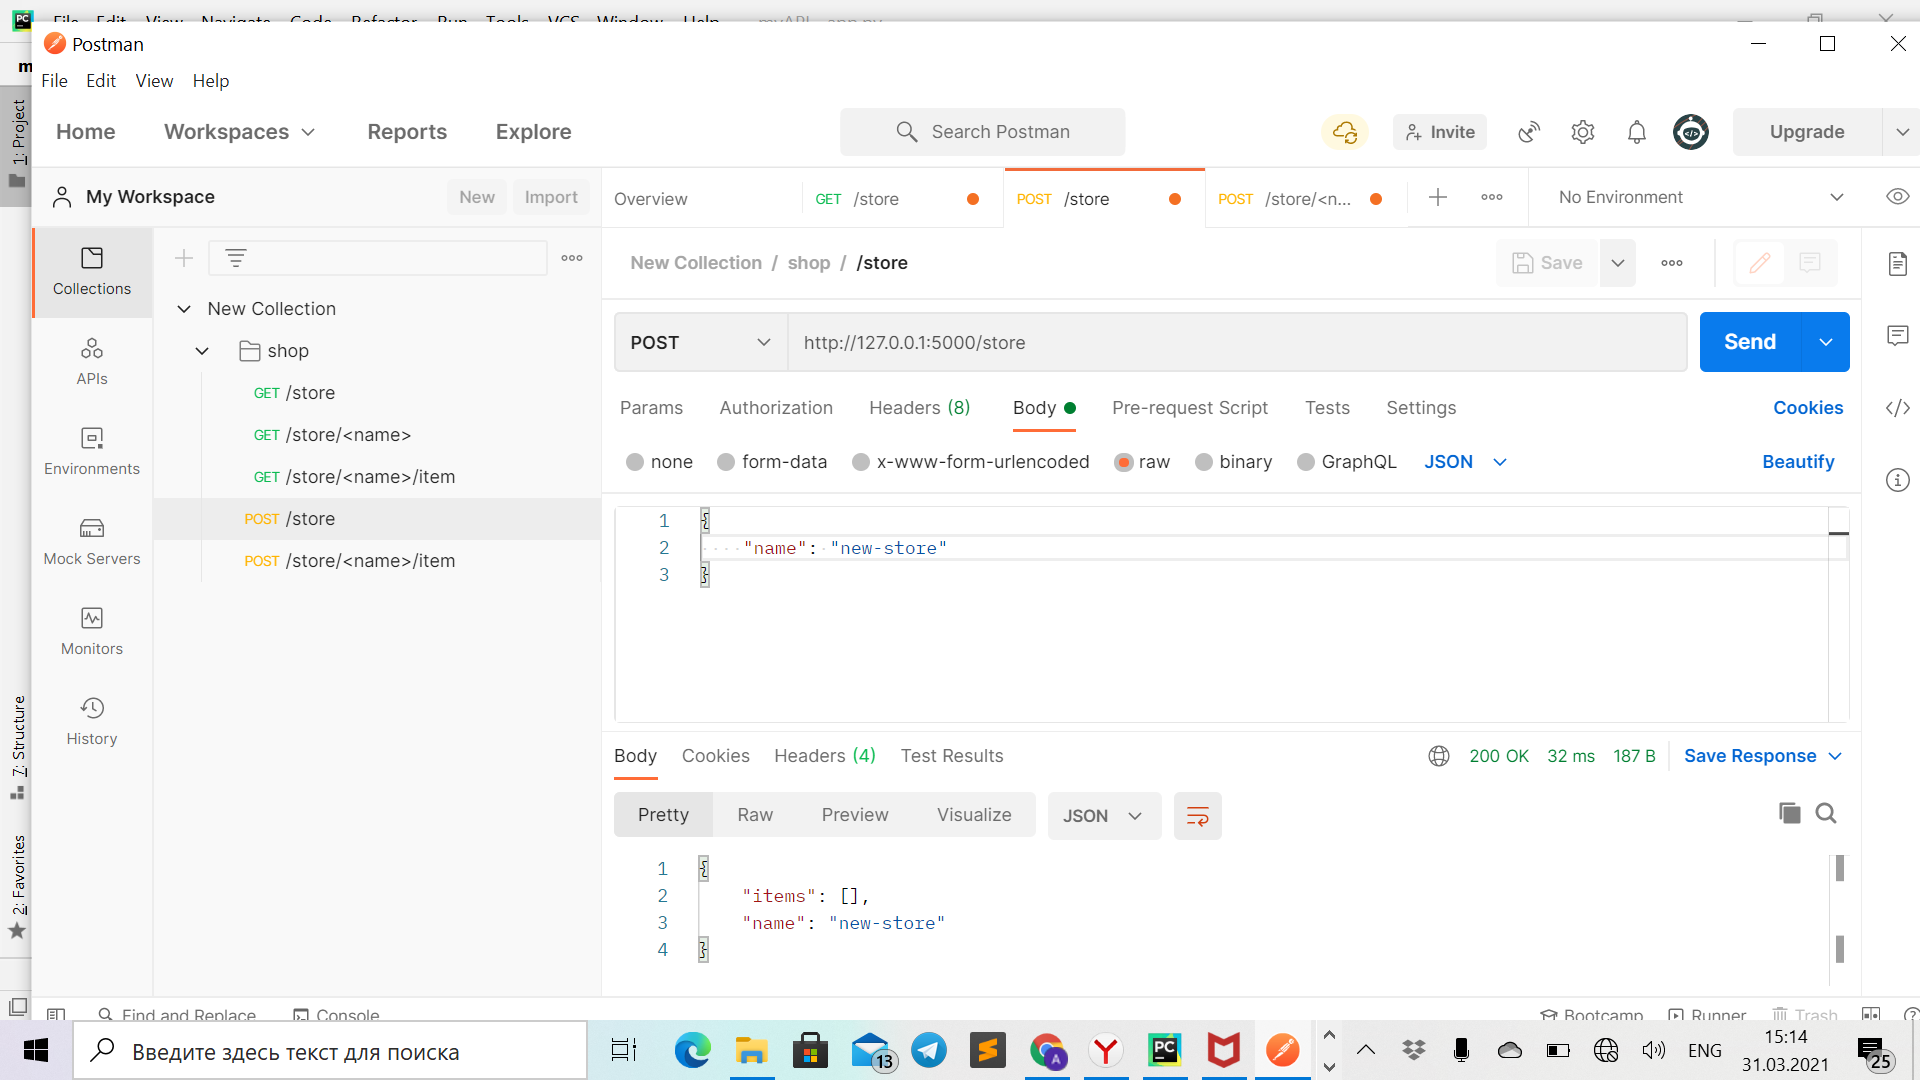 File Edit View Navigate Code Refactor Run Tools VCS Window Help myAPI - app.py
Postman
File Edit View Help
Home Workspaces Reports Explore Search Postman Invite Upgrade
1: Project
My Workspace New Import
Overview GET /store POST /store POST /store/<n... No Environment
Collections
APIs
Environments
Mock Servers
Monitors
History
New Collection
shop
GET /store
GET /store/<name>
GET /store/<name>/item
POST /store
POST /store/<name>/item
New Collection / shop / /store Save
POST http://127.0.0.1:5000/store Send
Params Authorization Headers (8) Body Pre-request Script Tests Settings Cookies
none form-data x-www-form-urlencoded raw binary GraphQL JSON Beautify
1 {
2 "name": "new-store"
3 }
Body Cookies Headers (4) Test Results 200 OK 32 ms 187 B Save Response
Pretty Raw Preview Visualize JSON
1 {
2 "items": [],
3 "name": "new-store"
4 }
7: Structure
2: Favorites
Find and Replace Console Bootcamp Runner Trash
Введите здесь текст для поиска 13 ENG 15:14
31.03.2021 25